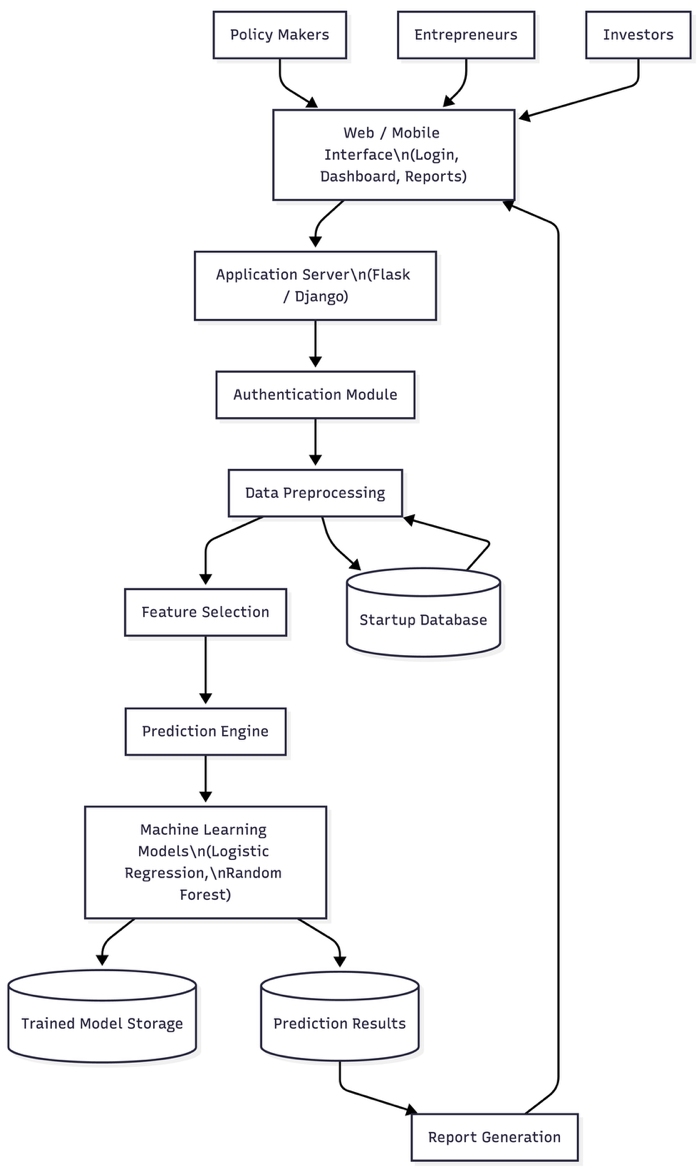 Policy Makers
Entrepreneurs
Investors
Web / Mobile
Interface\n(Login,
Dashboard, Reports)
Application Server\n(Flask
/ Django)
Authentication Module
Data Preprocessing
Feature Selection
Startup Database
Prediction Engine
Machine Learning
Models\n(Logistic
Regression,\nRandom
Forest)
Trained Model Storage
Prediction Results
Report Generation